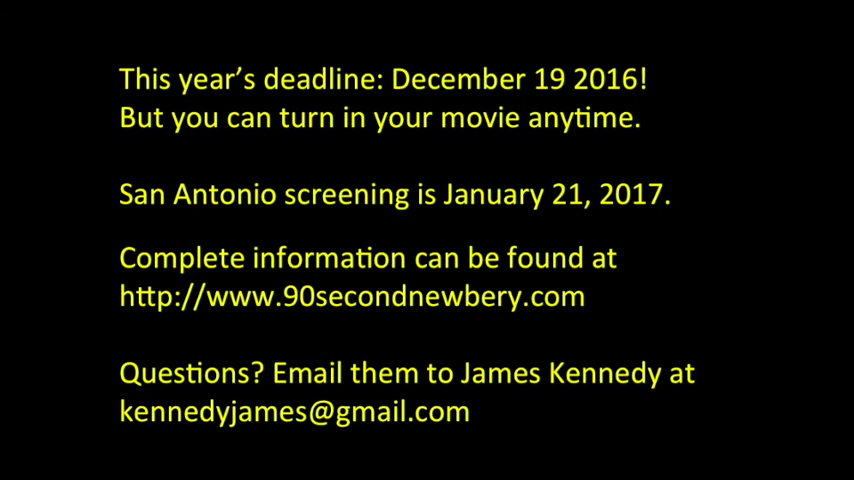 This year’s deadline: December 19 2016!
But you can turn in your movie anytime.
San Antonio screening is January 21, 2017.
Complete information can be found at
http://www.90secondnewbery.com
Questions? Email them to James Kennedy at
kennedyjames@gmail.com